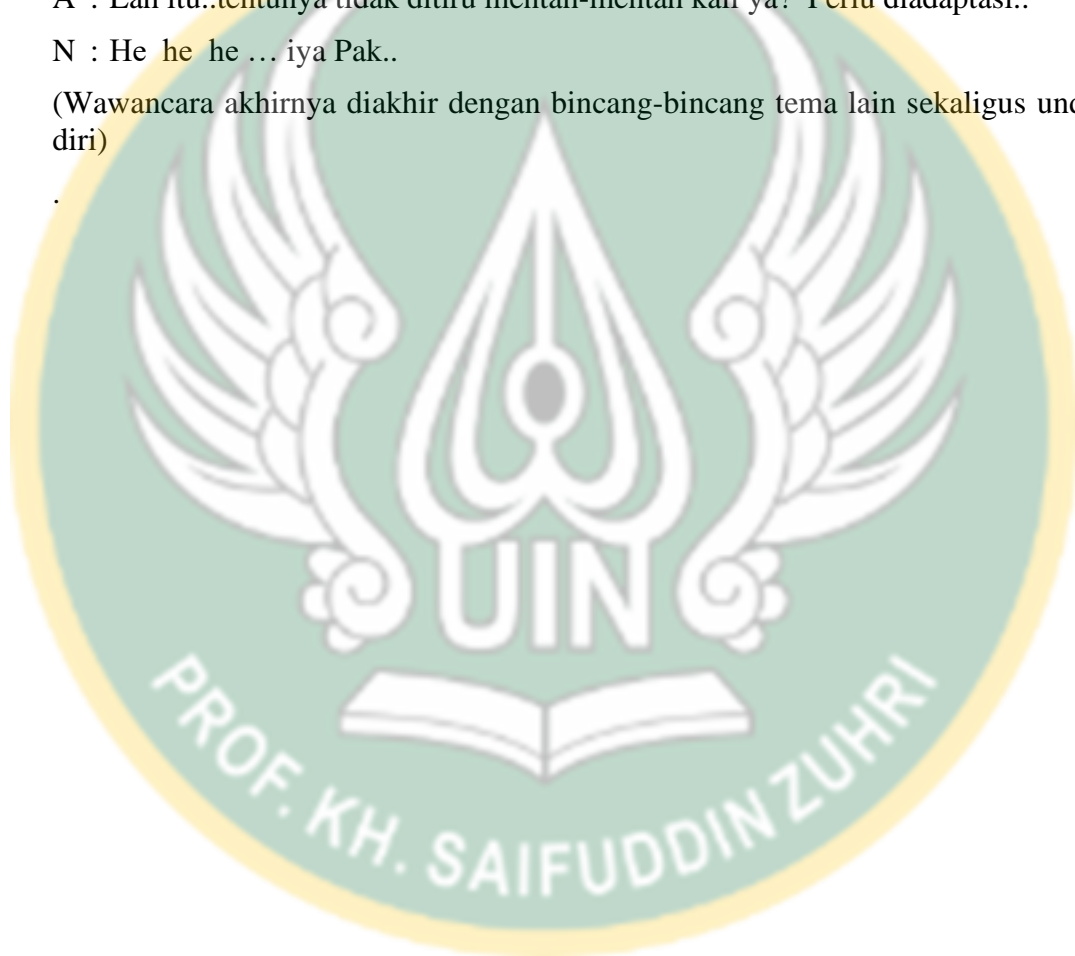 A : Lah itu..tentunya tidak ditiru mentah-mentah kan ya? Perlu diadaptasi..
N : He he he … iya Pak..
(Wawancara akhirnya diakhir dengan bincang-bincang tema lain sekaligus
diri)
.
UIN
PROF. KH. SAIFUDDIN ZUHRI